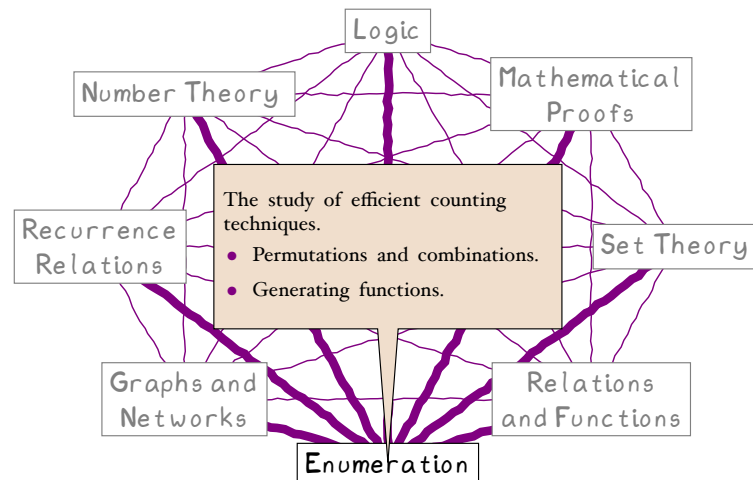 Logic
Number Theory
Mathematical
Proofs
The study of efficient counting
techniques.
• Permutations and combinations.
• Generating functions.
Recurrence
Relations
Set Theory
Graphs and
Networks
Relations
and Functions
Enumeration